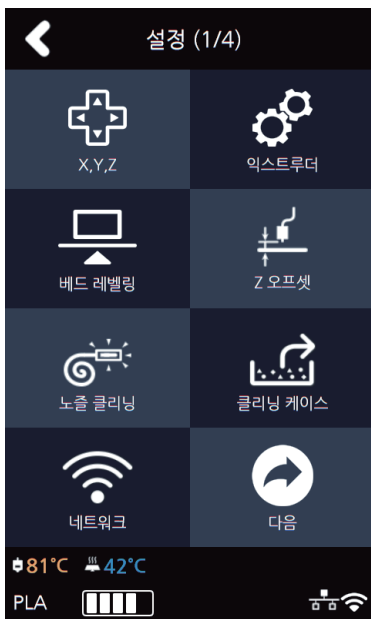 설정 (1/4)
X,Y,Z
익스트루더
베드 레벨링
Z 오프셋
노즐 클리닝
클리닝 케이스
네트워크
다음
81°C 42°C
PLA